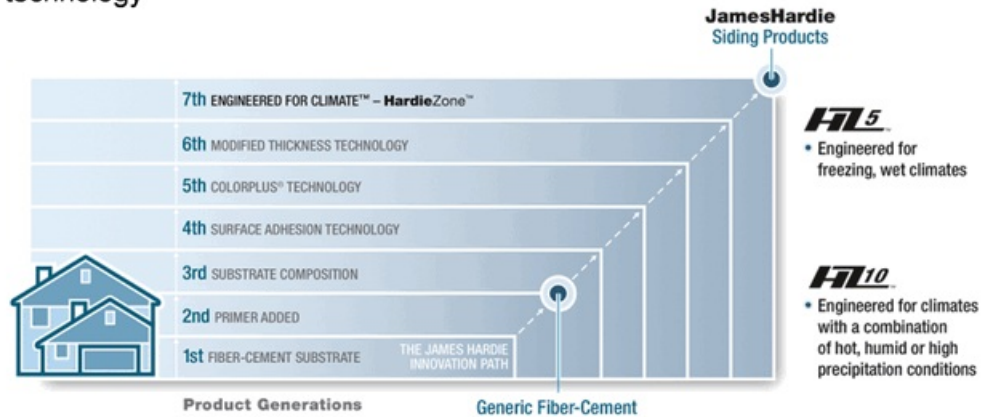 technology
JamesHardie
Siding Products
7th ENGINEERED FOR CLIMATE™ – HardieZone™
6th MODIFIED THICKNESS TECHNOLOGY
5th COLORPLUS® TECHNOLOGY
4th SURFACE ADHESION TECHNOLOGY
3rd SUBSTRATE COMPOSITION
2nd PRIMER ADDED
1st FIBER-CEMENT SUBSTRATE
THE JAMES HARDIE
INNOVATION PATH
Product Generations
Generic Fiber-Cement
HZ5™
• Engineered for
freezing, wet climates
HZ10™
• Engineered for climates
with a combination
of hot, humid or high
precipitation conditions